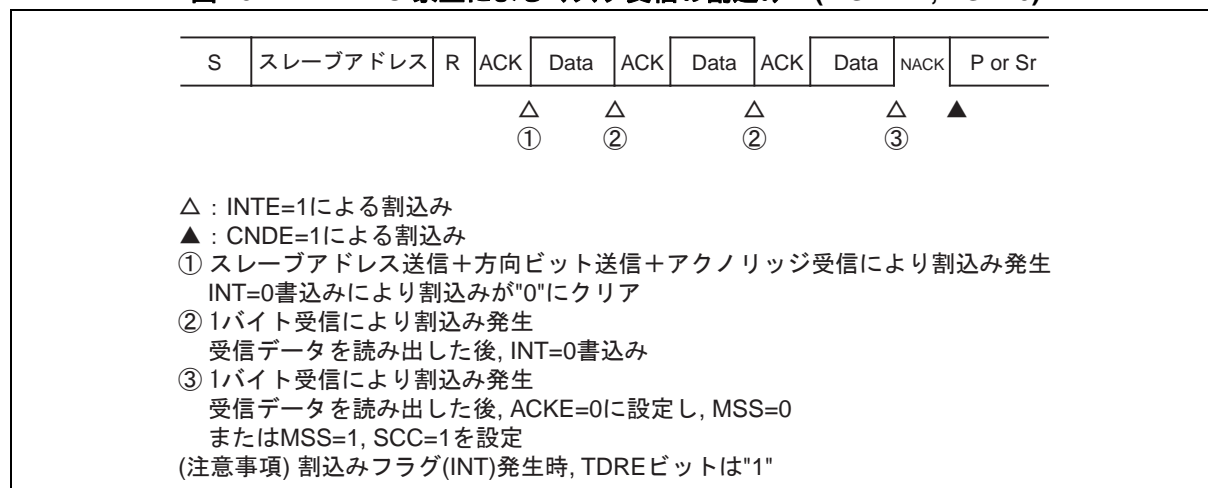 S スレーブアドレス R ACK Data ACK Data ACK Data NACK P or Sr
△ △ △ △ ▲
① ② ② ③
△：INTE=1による割込み
▲：CNDE=1による割込み
① スレーブアドレス送信＋方向ビット送信＋アクノリッジ受信により割込み発生
INT=0書込みにより割込みが"0"にクリア
② 1バイト受信により割込み発生
受信データを読み出した後, INT=0書込み
③ 1バイト受信により割込み発生
受信データを読み出した後, ACKE=0に設定し, MSS=0
またはMSS=1, SCC=1を設定
(注意事項) 割込みフラグ(INT)発生時, TDREビットは"1"